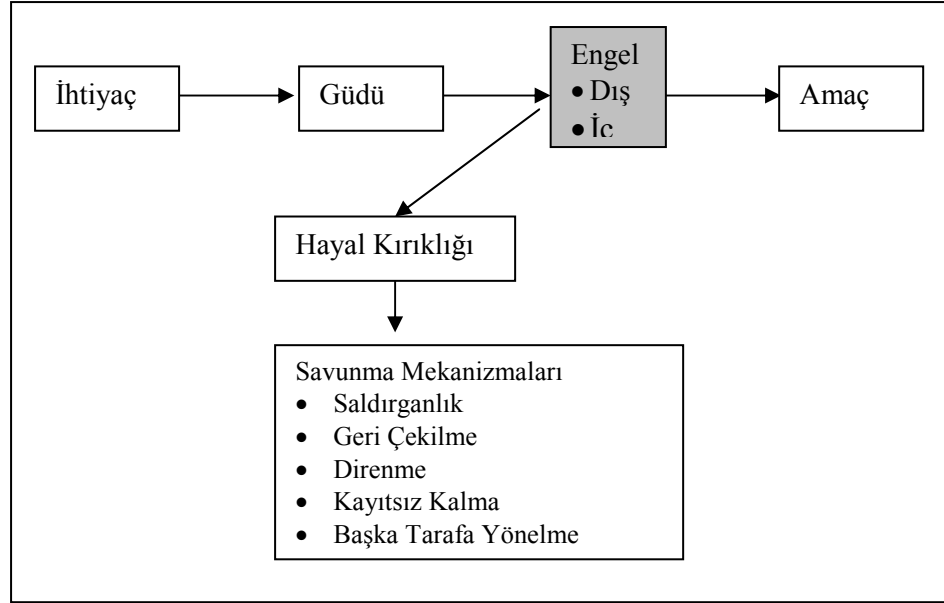 İhtiyaç
Güdü
Engel
• Dış
• İç
Amaç
Hayal Kırıklığı
Savunma Mekanizmaları
• Saldırganlık
• Geri Çekilme
• Direnme
• Kayıtsız Kalma
• Başka Tarafa Yönelme